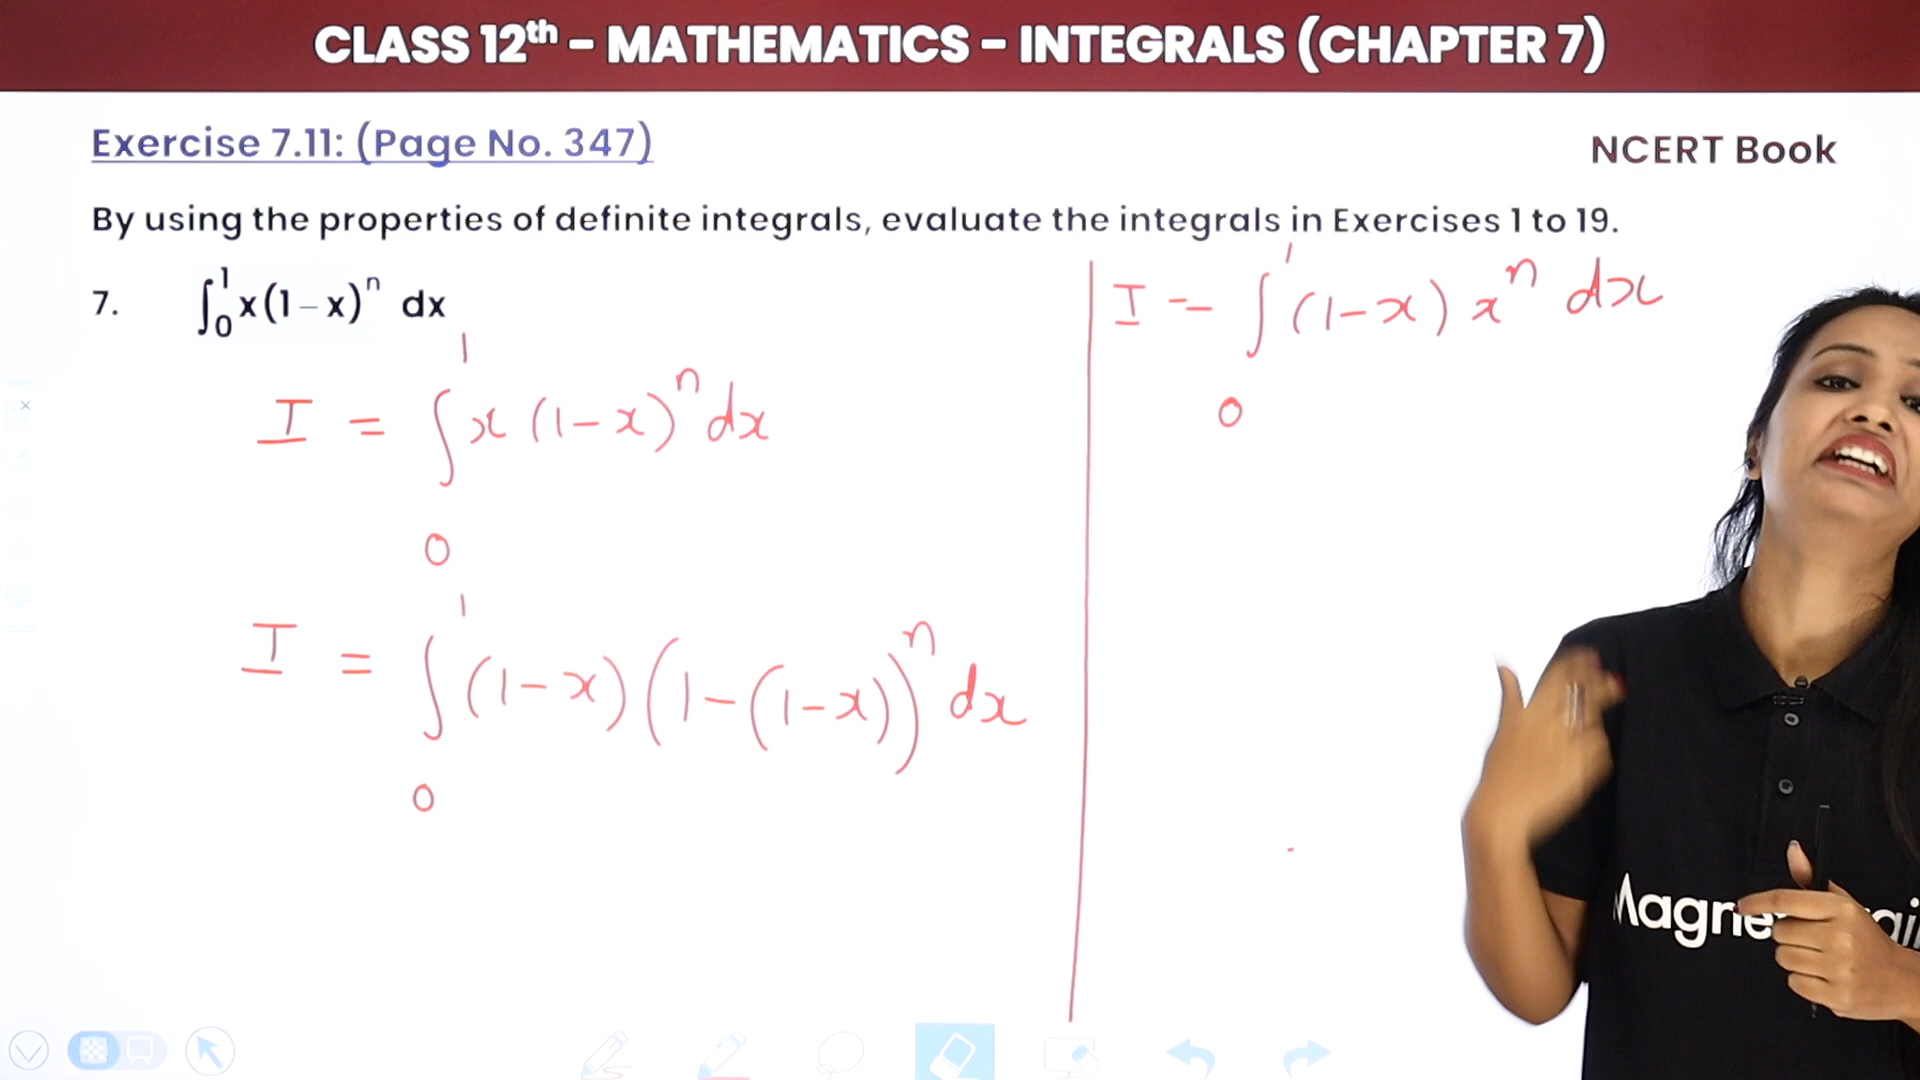 CLASS 12th – MATHEMATICS – INTEGRALS (CHAPTER 7)
Exercise 7.11: (Page No. 347)
NCERT Book
By using the properties of definite integrals, evaluate the integrals in Exercises 1 to 19.
7. ∫₀¹ x(1 – x)ⁿ dx
I = ∫₀¹ x (1-x)ⁿ dx
I = ∫₀¹ (1-x) (1-(1-x))ⁿ dx
I = ∫₀¹ (1-x) xⁿ dx